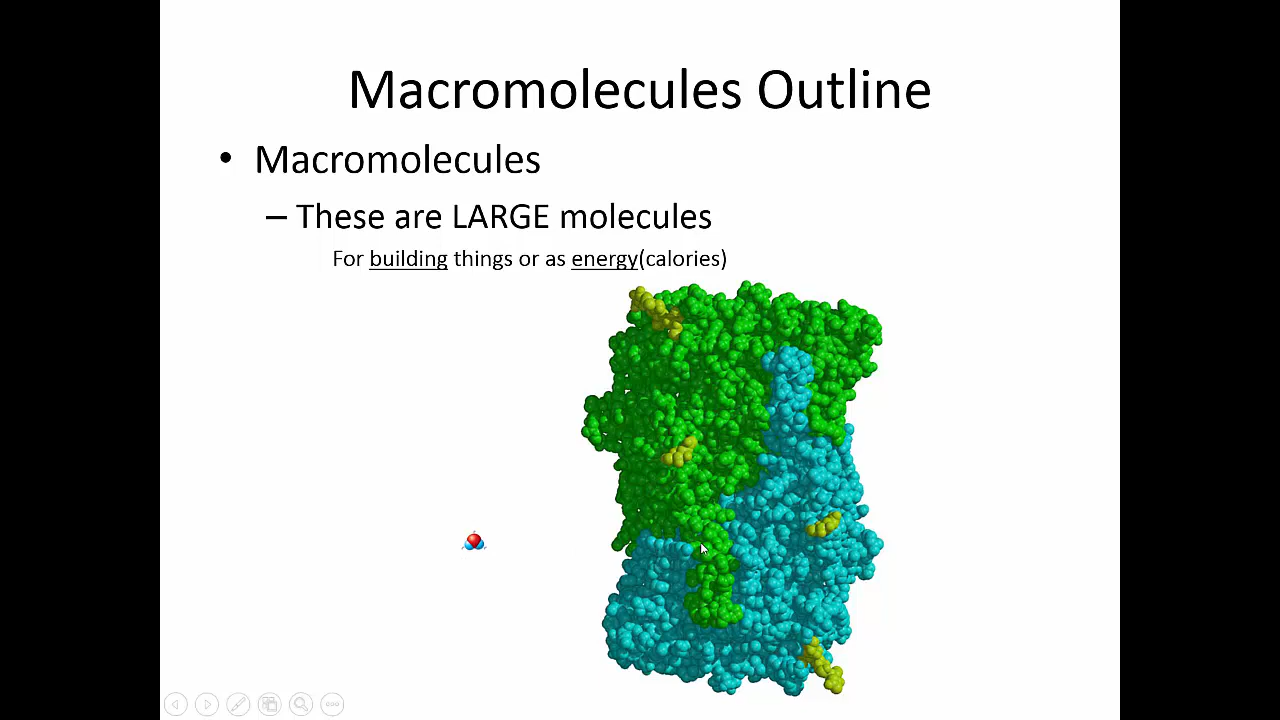 Macromolecules Outline
• Macromolecules
– These are LARGE molecules
For building things or as energy(calories)